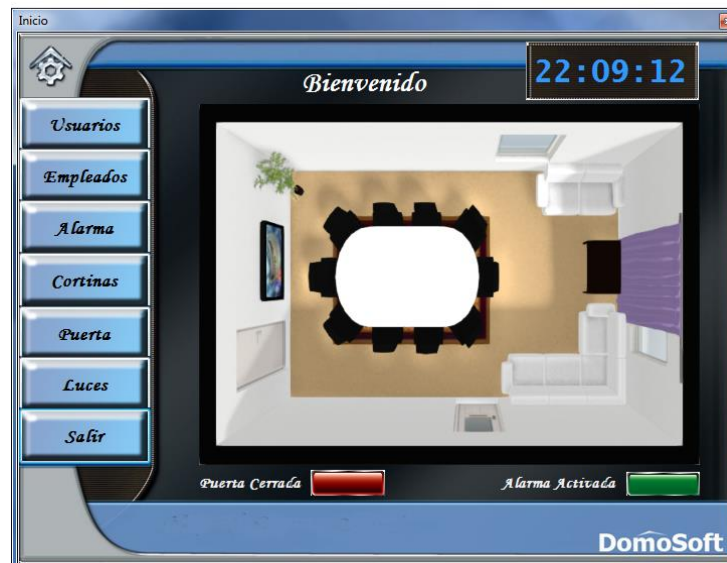 Inicio
Bienvenido
22:09:12
Usuarios
Empleados
Alarma
Cortinas
Puerta
Luces
Salir
Puerta Cerrada
Alarma Activada
DomoSoft